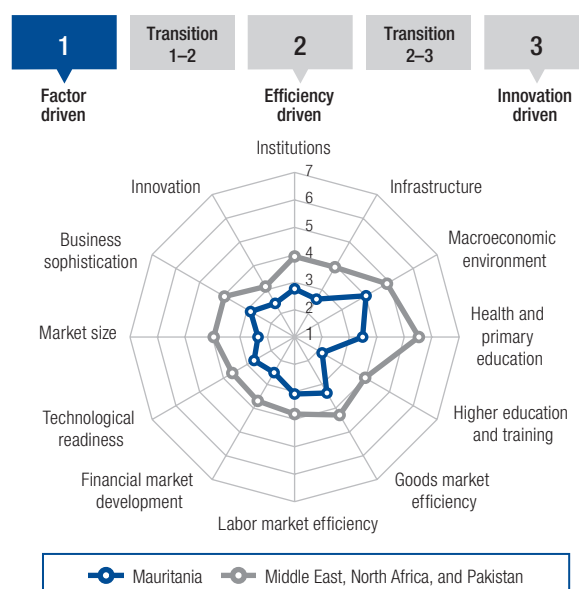 1
Transition
1–2
2
Transition
2–3
3
Factor
driven
Efficiency
driven
Innovation
driven
Institutions
Infrastructure
Macroeconomic
environment
Health and
primary
education
Higher education
and training
Goods market
efficiency
Labor market efficiency
Financial market
development
Technological
readiness
Market size
Business
sophistication
Innovation
7
6
5
4
3
2
1
Mauritania
Middle East, North Africa, and Pakistan